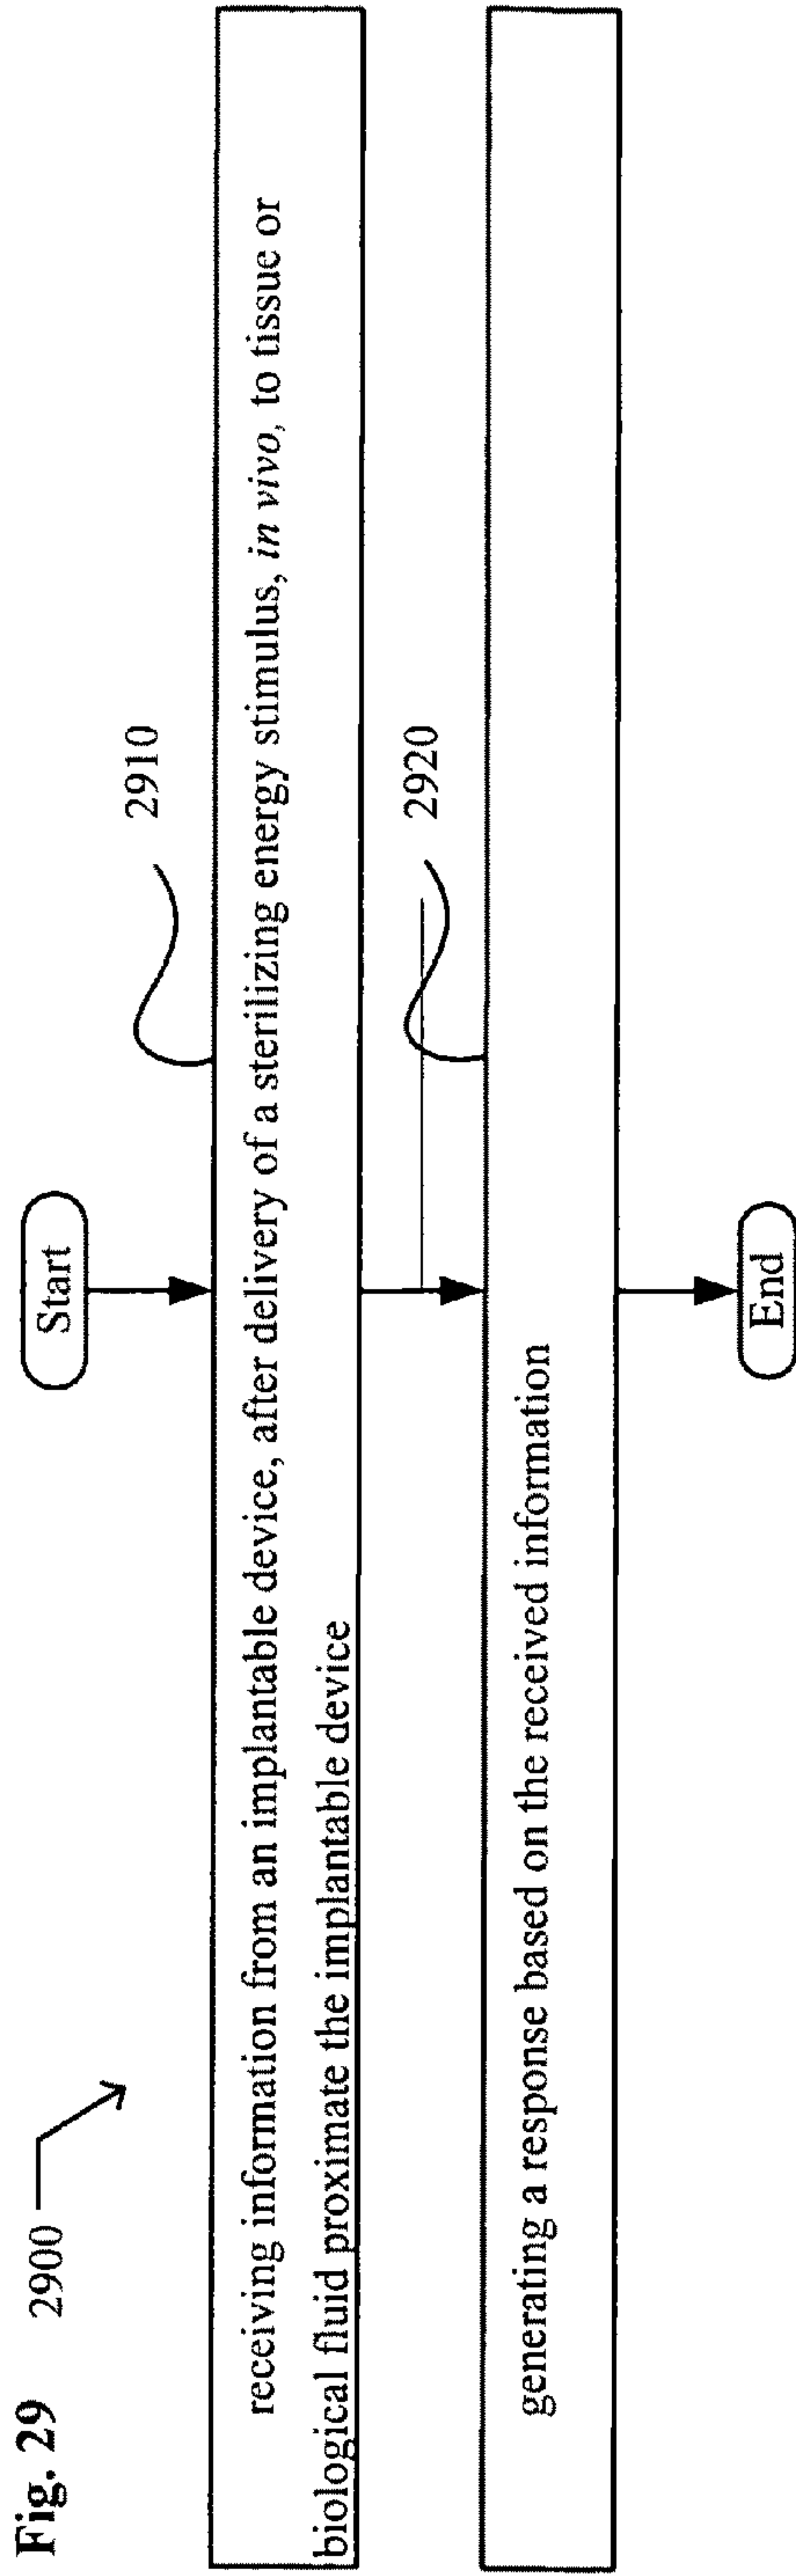 Fig. 29
2900
Start
2910
receiving information from an implantable device, after delivery of a sterilizing energy stimulus, in vivo, to tissue or
biological fluid proximate the implantable device
2920
generating a response based on the received information
End